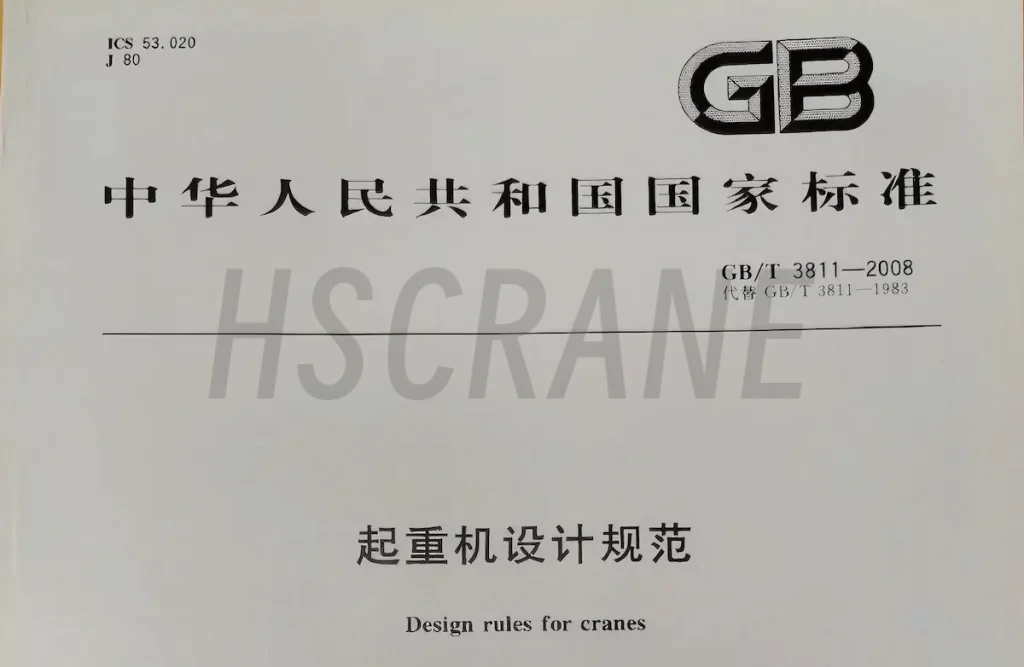 ICS 53.020
J 80
GB
中华人民共和国国家标准
GB/T 3811—2008
代替 GB/T 3811—1983
HSCRANE
起重机设计规范
Design rules for cranes